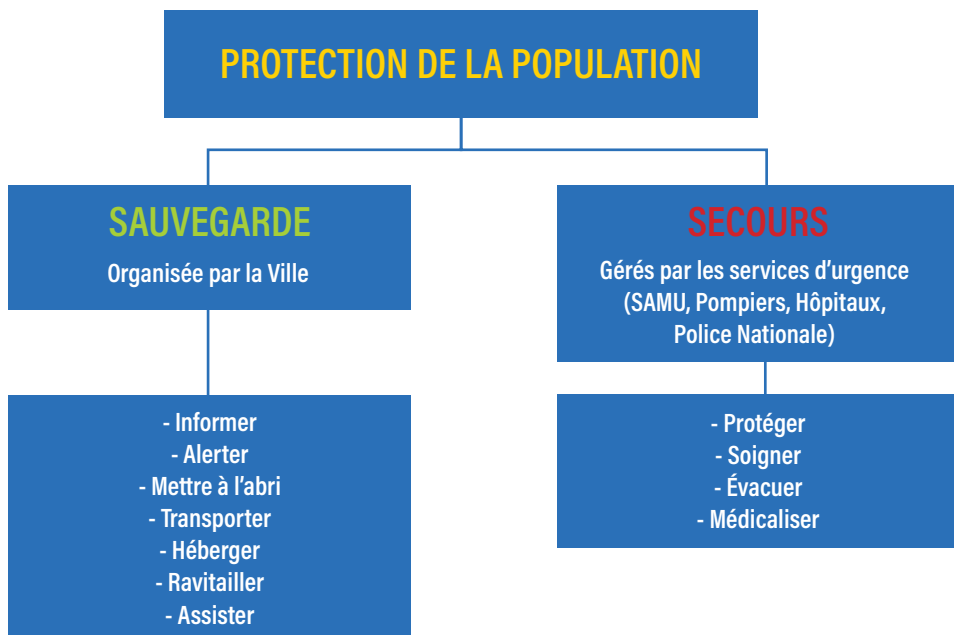 PROTECTION DE LA POPULATION
SAUVEGARDE
Organisée par la Ville
- Informer
- Alerter
- Mettre à l'abri
- Transporter
- Héberger
- Ravitailler
- Assister
SECOURS
Gérés par les services d'urgence
(SAMU, Pompiers, Hôpitaux,
Police Nationale)
- Protéger
- Soigner
- Évacuer
- Médicaliser